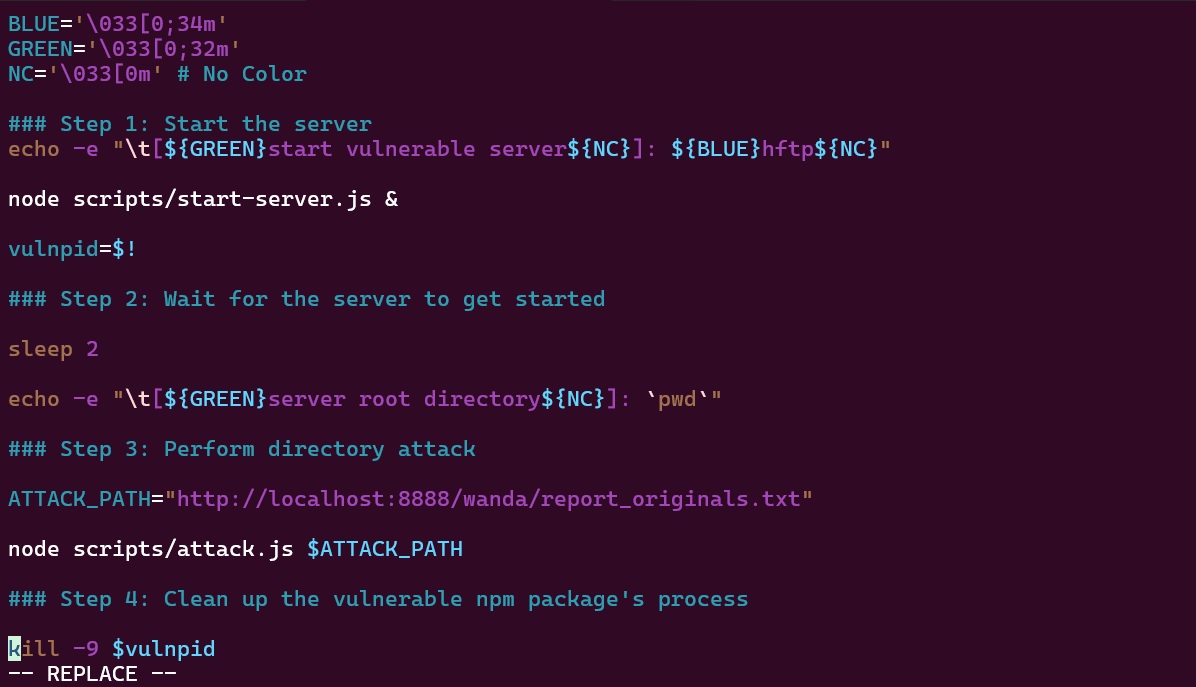 BLUE='\033[0;34m'
GREEN='\033[0;32m'
NC='\033[0m' # No Color
### Step 1: Start the server
echo -e "\t[${GREEN}start vulnerable server${NC}]: ${BLUE}hftp${NC}"
node scripts/start-server.js &
vulnpid=$!
### Step 2: Wait for the server to get started
sleep 2
echo -e "\t[${GREEN}server root directory${NC}]: `pwd`"
### Step 3: Perform directory attack
ATTACK_PATH="http://localhost:8888/wanda/report_originals.txt"
node scripts/attack.js $ATTACK_PATH
### Step 4: Clean up the vulnerable npm package's process
kill -9 $vulnpid
-- REPLACE --